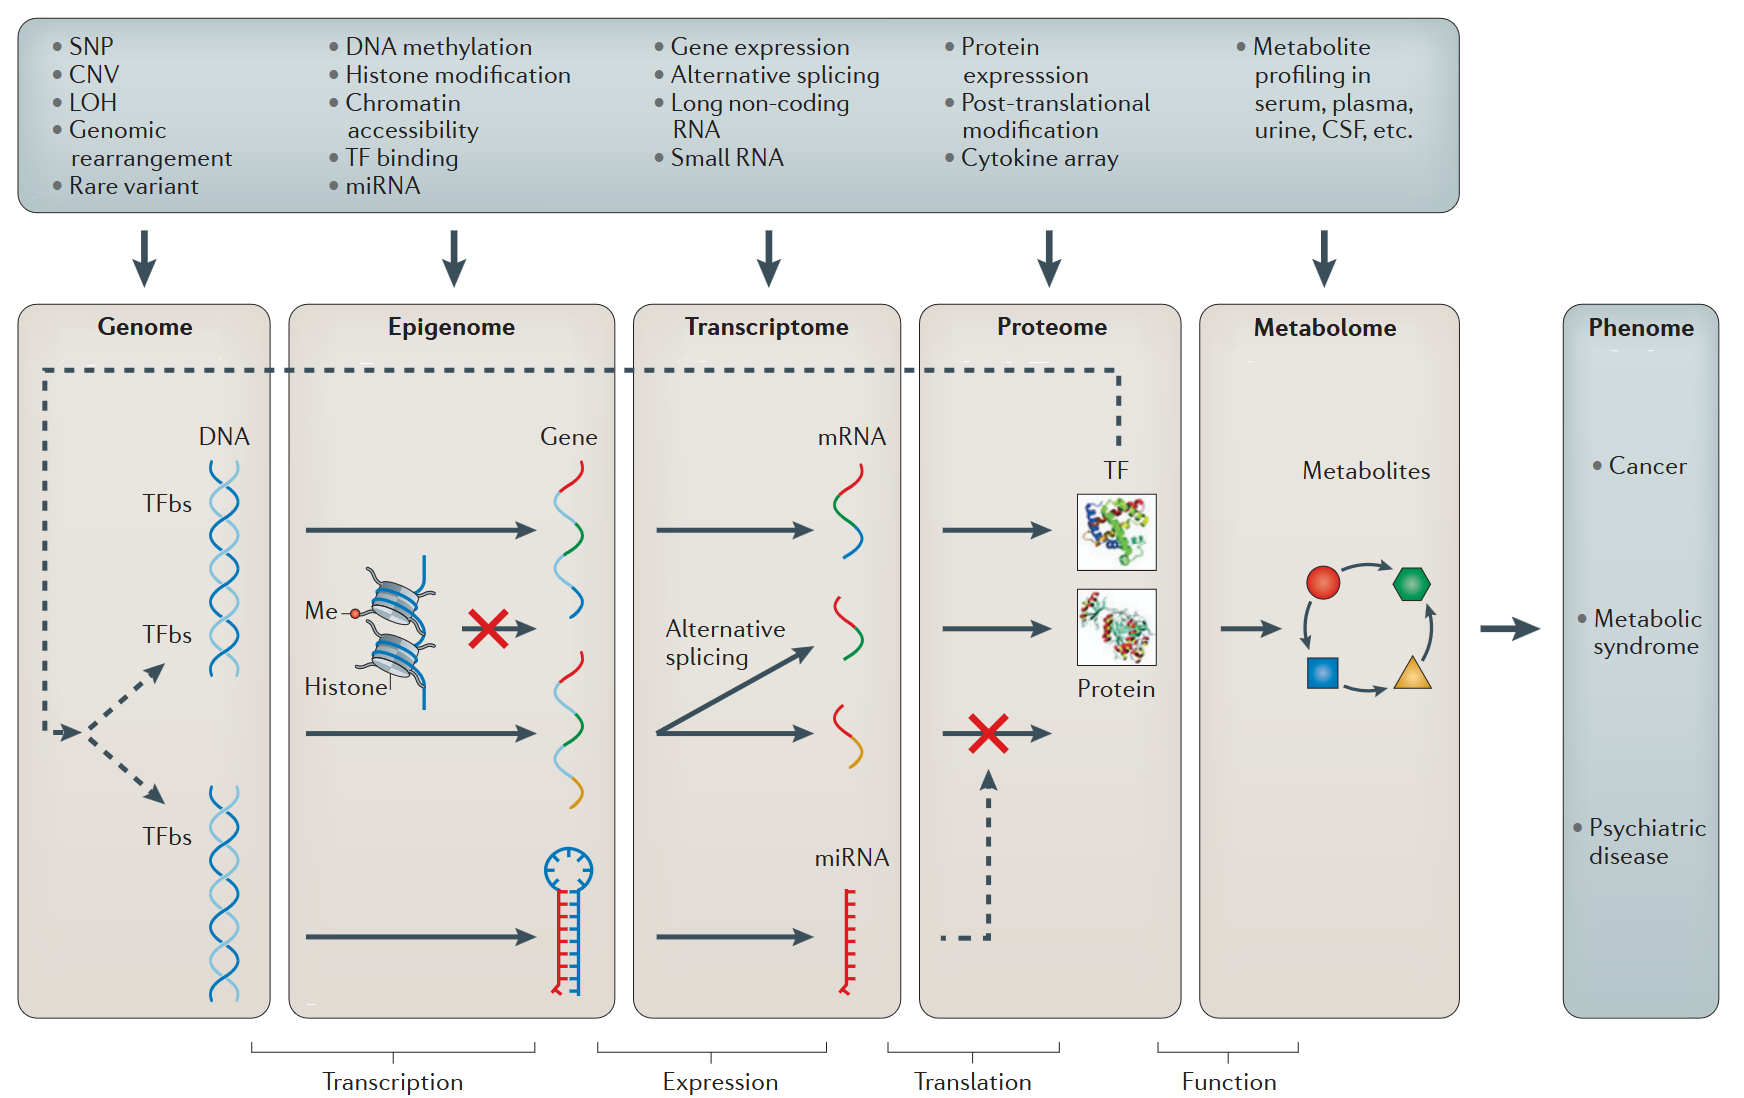 • SNP
• CNV
• LOH
• Genomic
rearrangement
• Rare variant
• DNA methylation
• Histone modification
• Chromatin
accessibility
• TF binding
• miRNA
• Gene expression
• Alternative splicing
• Long non-coding
RNA
• Small RNA
• Protein
expresssion
• Post-translational
modification
• Cytokine array
• Metabolite
profiling in
serum, plasma,
urine, CSF, etc.
Genome
DNA
TFbs
TFbs
TFbs
Epigenome
Gene
Me
Histone
Transcriptome
mRNA
Alternative
splicing
miRNA
Proteome
TF
Protein
Metabolome
Metabolites
Phenome
• Cancer
• Metabolic
syndrome
• Psychiatric
disease
Transcription
Expression
Translation
Function